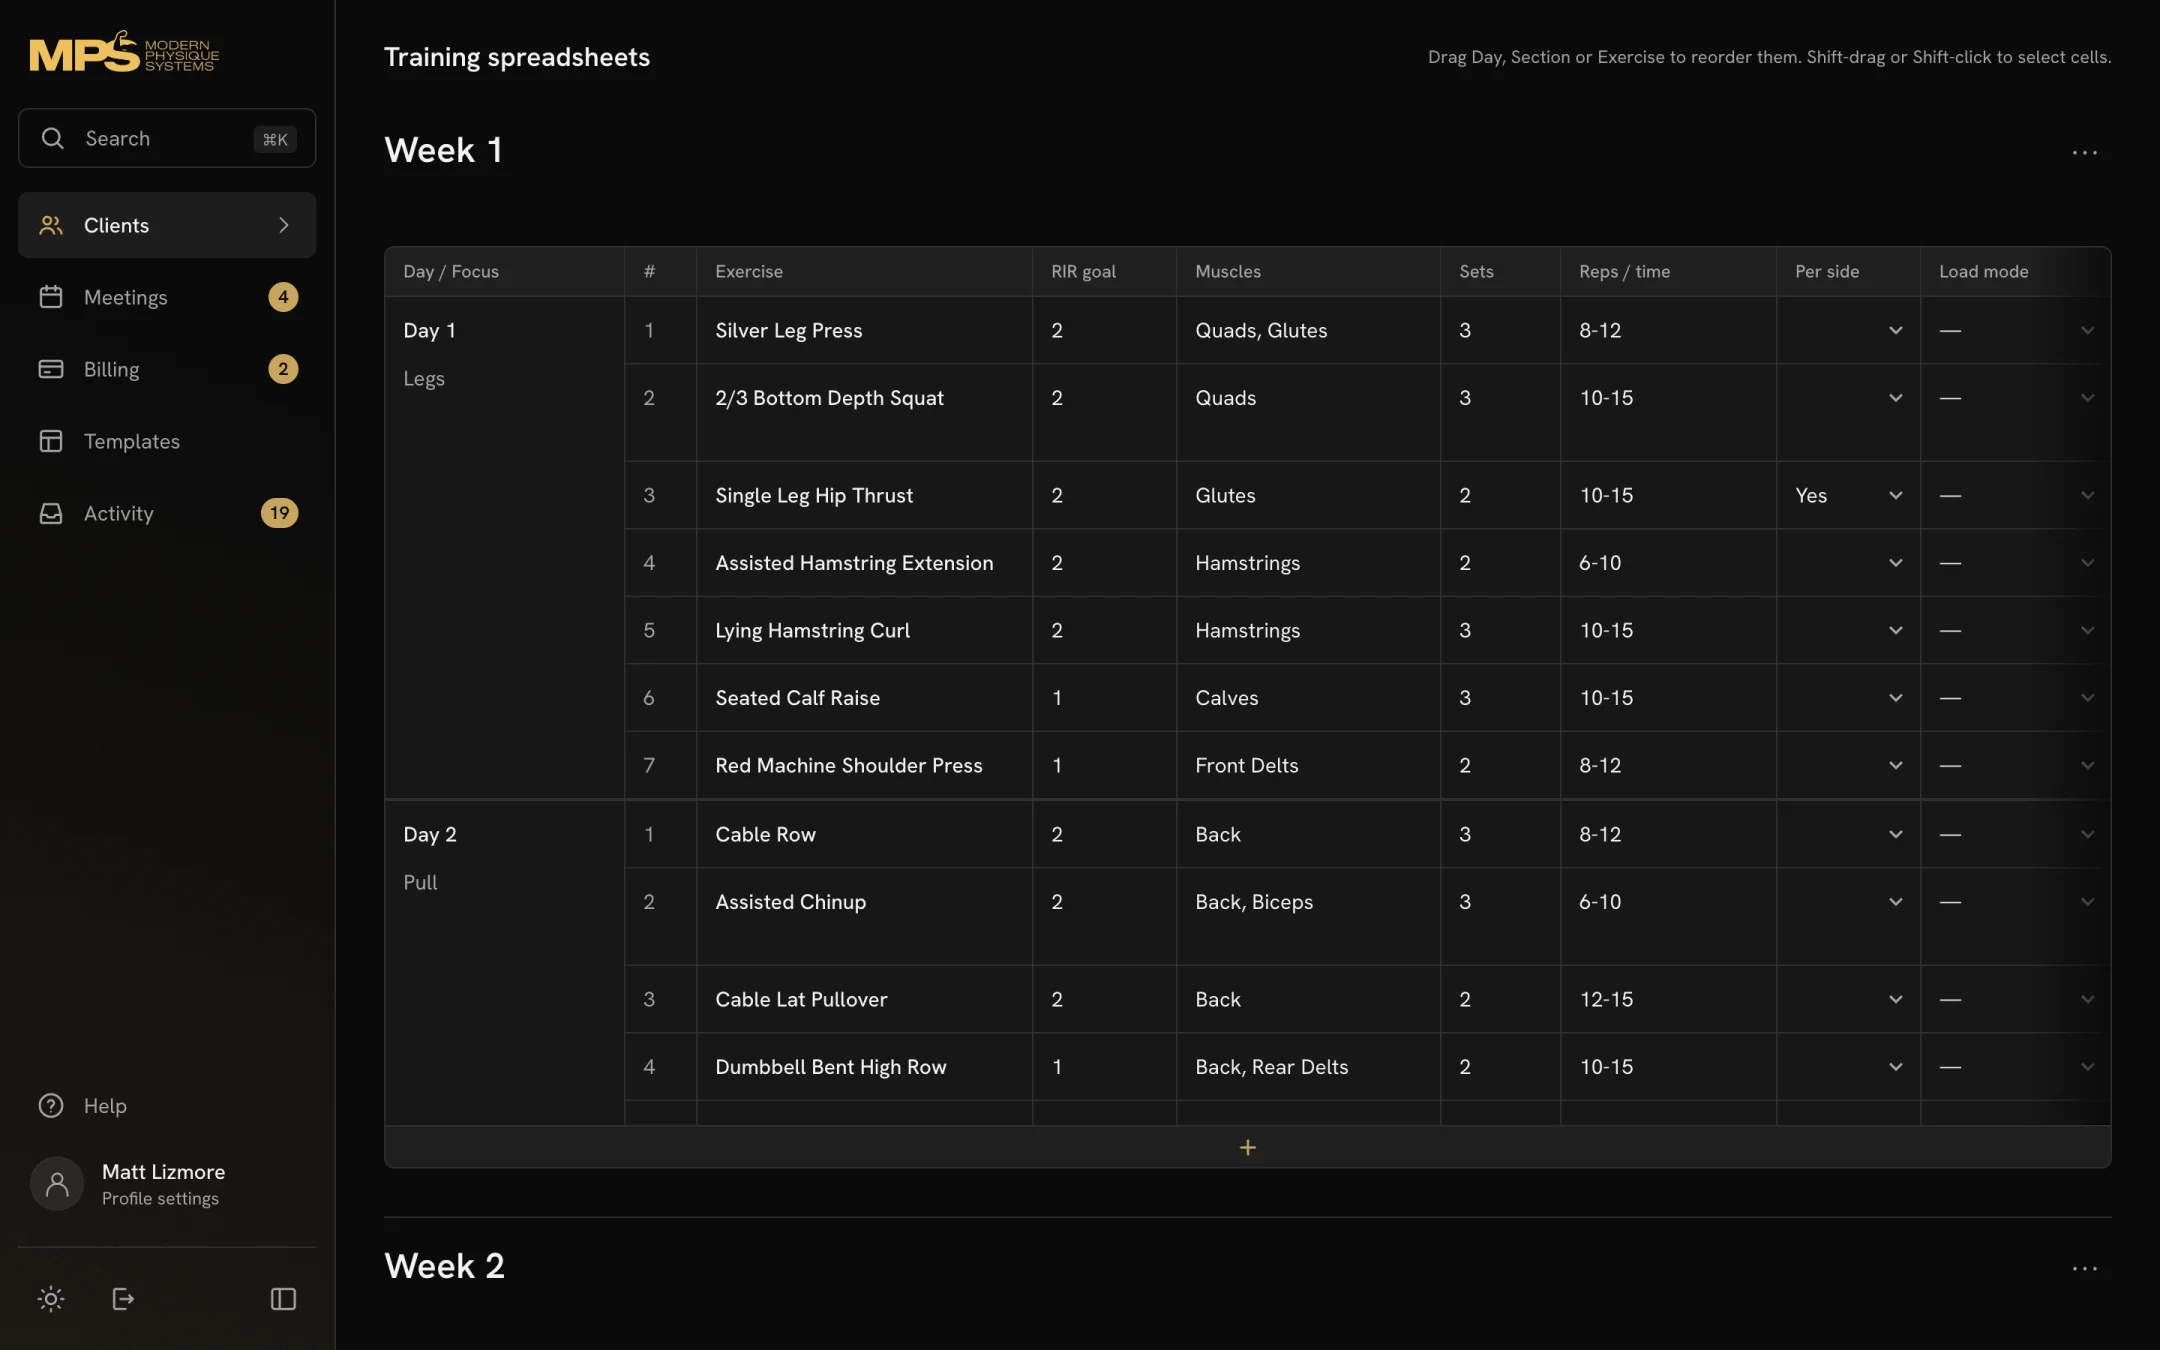 MPS MODERN PHYSIQUE SYSTEMS
Search ⌘K
Clients
Meetings 4
Billing 2
Templates
Activity 19
Help
Matt Lizmore
Profile settings
Training spreadsheets
Drag Day, Section or Exercise to reorder them. Shift-drag or Shift-click to select cells.
Week 1
Day / Focus # Exercise RIR goal Muscles Sets Reps / time Per side Load mode
Day 1 1 Silver Leg Press 2 Quads, Glutes 3 8-12 —
Legs
2 2/3 Bottom Depth Squat 2 Quads 3 10-15 —
3 Single Leg Hip Thrust 2 Glutes 2 10-15 Yes —
4 Assisted Hamstring Extension 2 Hamstrings 2 6-10 —
5 Lying Hamstring Curl 2 Hamstrings 3 10-15 —
6 Seated Calf Raise 1 Calves 3 10-15 —
7 Red Machine Shoulder Press 1 Front Delts 2 8-12 —
Day 2 1 Cable Row 2 Back 3 8-12 —
Pull
2 Assisted Chinup 2 Back, Biceps 3 6-10 —
3 Cable Lat Pullover 2 Back 2 12-15 —
4 Dumbbell Bent High Row 1 Back, Rear Delts 2 10-15 —
+
Week 2